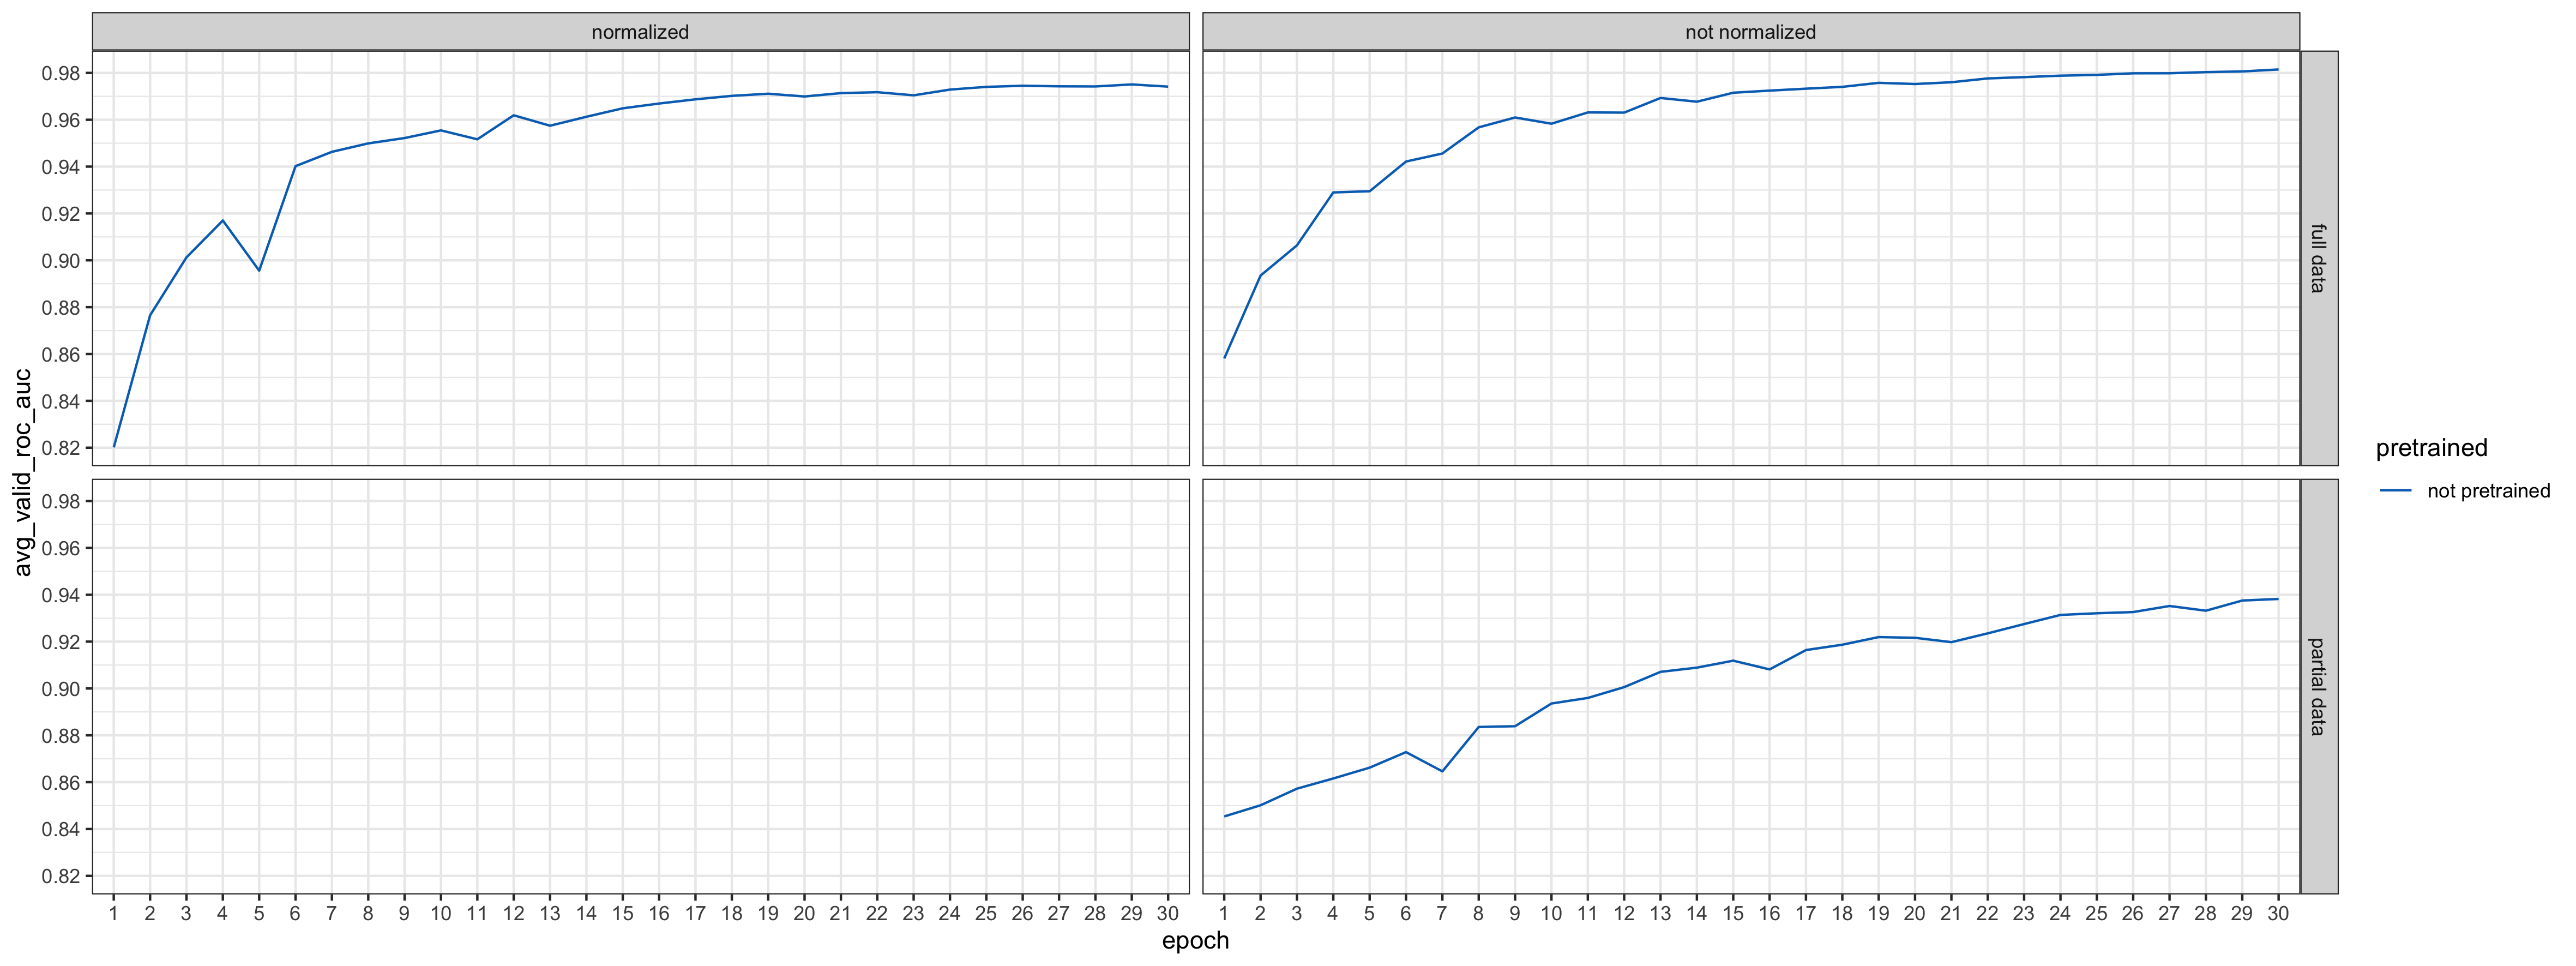 normalized
not normalized
0.98
0.96
0.94
0.92
0.90
0.88
0.86
0.84
0.82
full data
avg_valid_roc_auc
0.98
0.96
0.94
0.92
0.90
0.88
0.86
0.84
0.82
partial data
1 2 3 4 5 6 7 8 9 10 11 12 13 14 15 16 17 18 19 20 21 22 23 24 25 26 27 28 29 30
1 2 3 4 5 6 7 8 9 10 11 12 13 14 15 16 17 18 19 20 21 22 23 24 25 26 27 28 29 30
epoch
pretrained
not pretrained